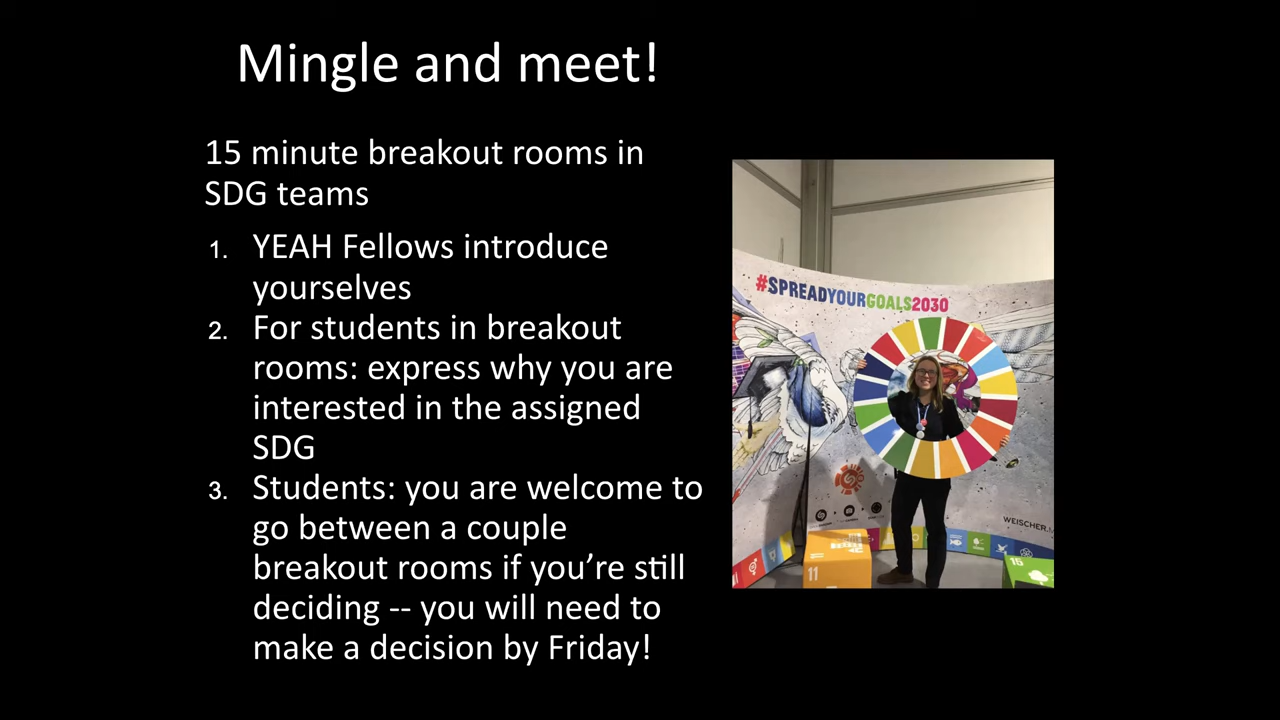 Mingle and meet!
15 minute breakout rooms in
SDG teams
1. YEAH Fellows introduce
yourselves
2. For students in breakout
rooms: express why you are
interested in the assigned
SDG
3. Students: you are welcome to
go between a couple
breakout rooms if you’re still
deciding -- you will need to
make a decision by Friday!
#SPREADYOURGOALS2030
11
15